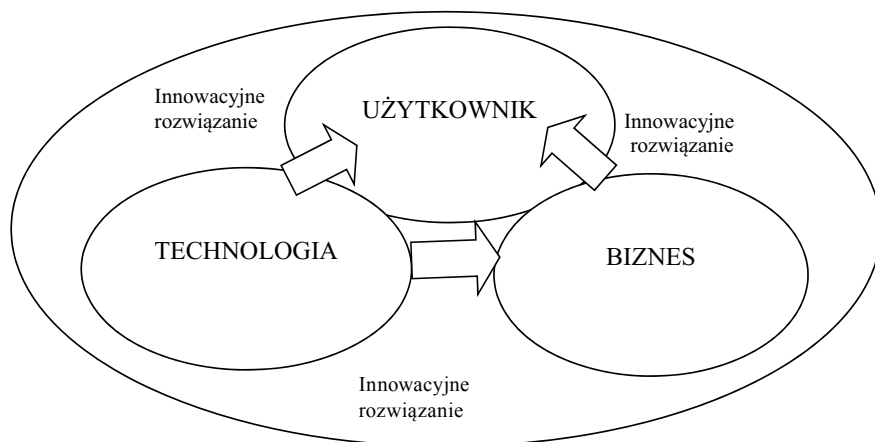 Innowacyjne
rozwiązanie
UŻYTKOWNIK
Innowacyjne
rozwiązanie
TECHNOLOGIA
BIZNES
Innowacyjne
rozwiązanie